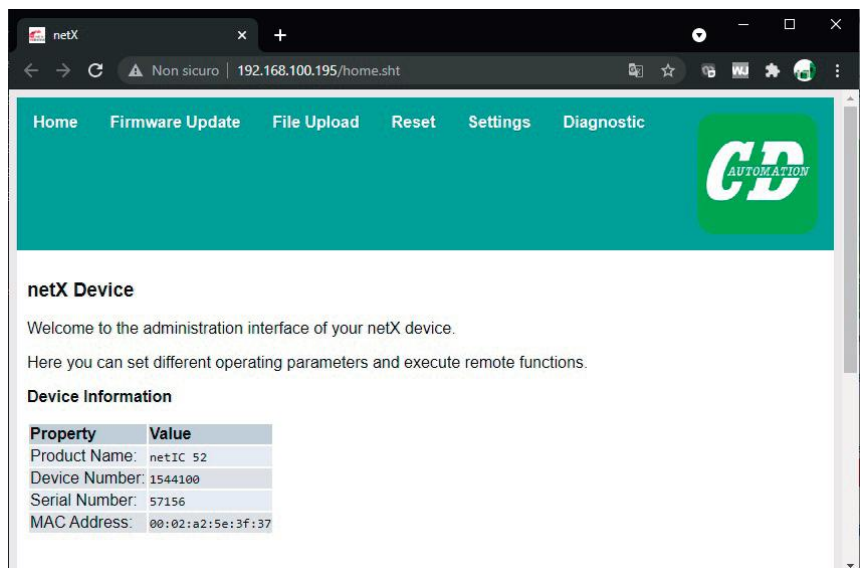 netX
Non sicuro | 192.168.100.195/home.sht
Home Firmware Update File Upload Reset Settings Diagnostic
CD
AUTOMATION
netX Device
Welcome to the administration interface of your netX device.
Here you can set different operating parameters and execute remote functions.
Device Information
Property Value
Product Name: netIC 52
Device Number: 1544100
Serial Number: 57156
MAC Address: 00:02:a2:5e:3f:37